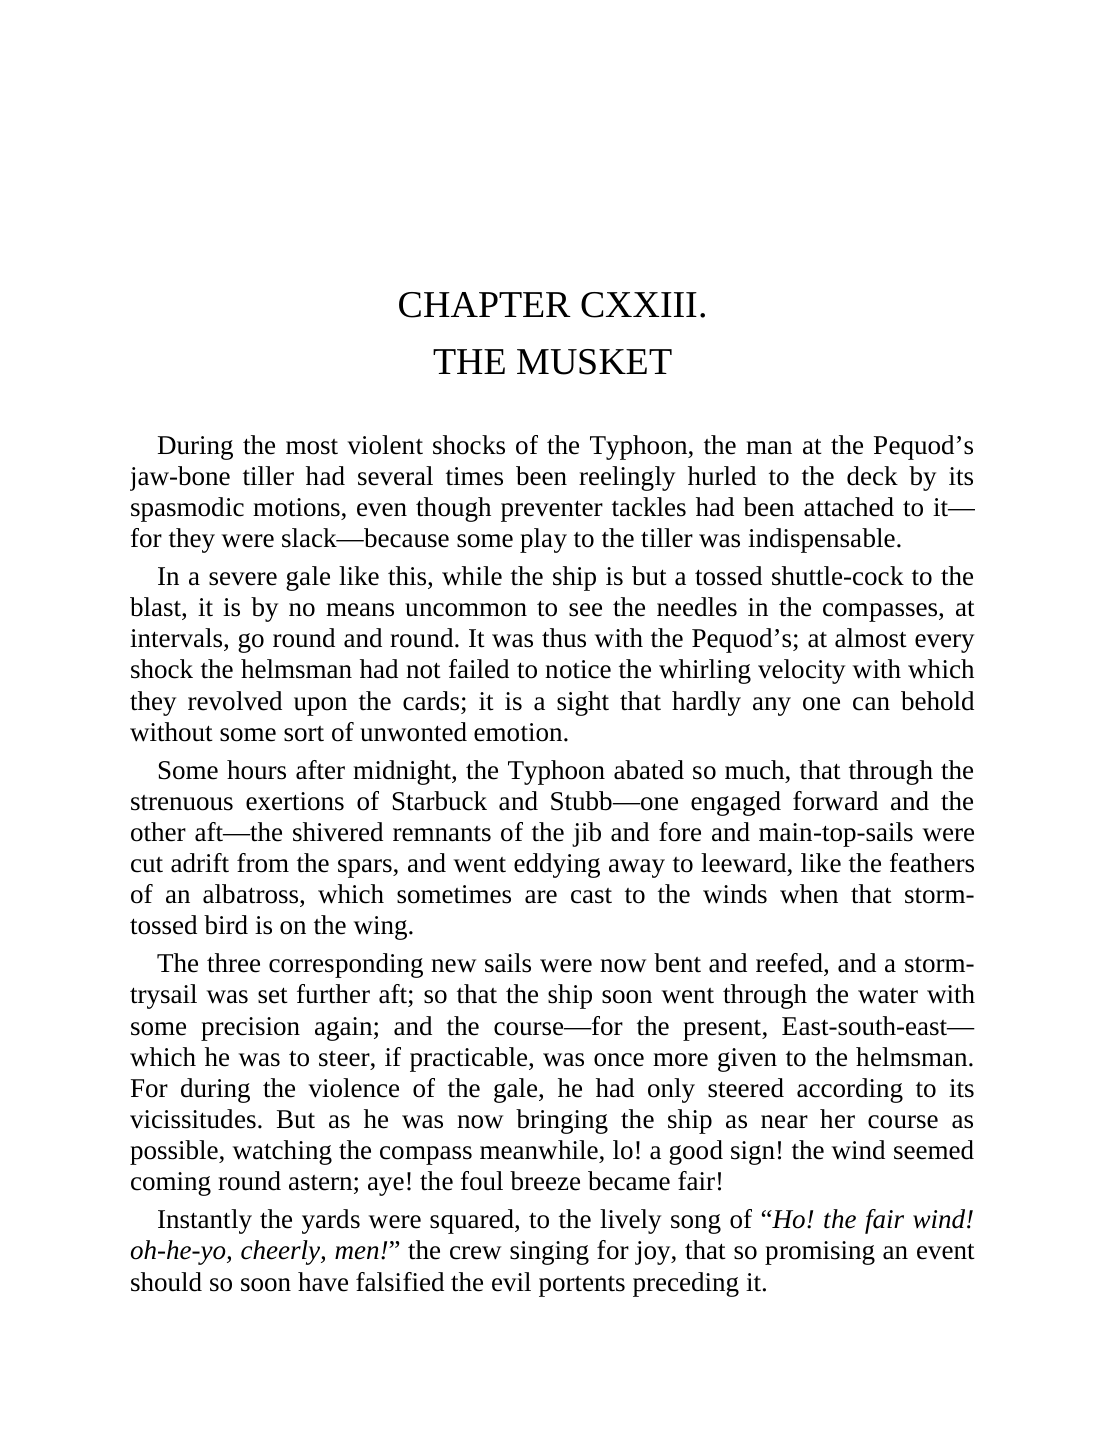 CHAPTER CXXIII.
THE MUSKET
During the most violent shocks of the Typhoon, the man at the Pequod’s
jaw-bone tiller had several times been reelingly hurled to the deck by its
spasmodic motions, even though preventer tackles had been attached to it—
for they were slack—because some play to the tiller was indispensable.
In a severe gale like this, while the ship is but a tossed shuttle-cock to the
blast, it is by no means uncommon to see the needles in the compasses, at
intervals, go round and round. It was thus with the Pequod’s; at almost every
shock the helmsman had not failed to notice the whirling velocity with which
they revolved upon the cards; it is a sight that hardly any one can behold
without some sort of unwonted emotion.
Some hours after midnight, the Typhoon abated so much, that through the
strenuous exertions of Starbuck and Stubb—one engaged forward and the
other aft—the shivered remnants of the jib and fore and main-top-sails were
cut adrift from the spars, and went eddying away to leeward, like the feathers
of an albatross, which sometimes are cast to the winds when that storm-
tossed bird is on the wing.
The three corresponding new sails were now bent and reefed, and a storm-
trysail was set further aft; so that the ship soon went through the water with
some precision again; and the course—for the present, East-south-east—
which he was to steer, if practicable, was once more given to the helmsman.
For during the violence of the gale, he had only steered according to its
vicissitudes. But as he was now bringing the ship as near her course as
possible, watching the compass meanwhile, lo! a good sign! the wind seemed
coming round astern; aye! the foul breeze became fair!
Instantly the yards were squared, to the lively song of “Ho! the fair wind!
oh-he-yo, cheerly, men!” the crew singing for joy, that so promising an event
should so soon have falsified the evil portents preceding it.